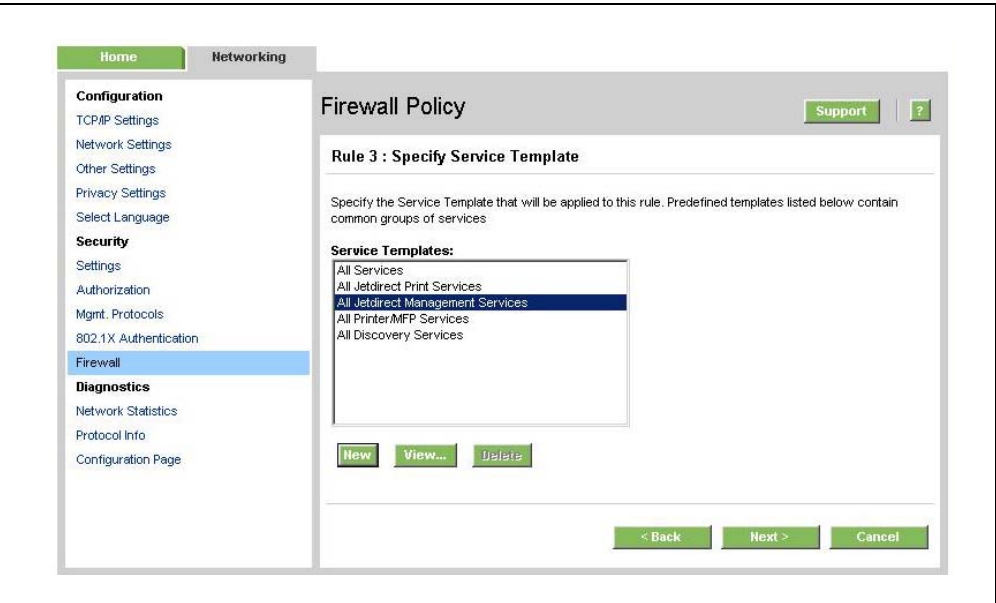 Home
Networking
Configuration
TCP/IP Settings
Network Settings
Other Settings
Privacy Settings
Select Language
Security
Settings
Authorization
Mgmt. Protocols
802.1X Authentication
Firewall
Diagnostics
Network Statistics
Protocol Info
Configuration Page
Firewall Policy
Support
?
Rule 3 : Specify Service Template
Specify the Service Template that will be applied to this rule. Predefined templates listed below contain
common groups of services
Service Templates:
All Services
All Jetdirect Print Services
All Jetdirect Management Services
All Printer/MFP Services
All Discovery Services
New
View...
Delete
< Back
Next >
Cancel